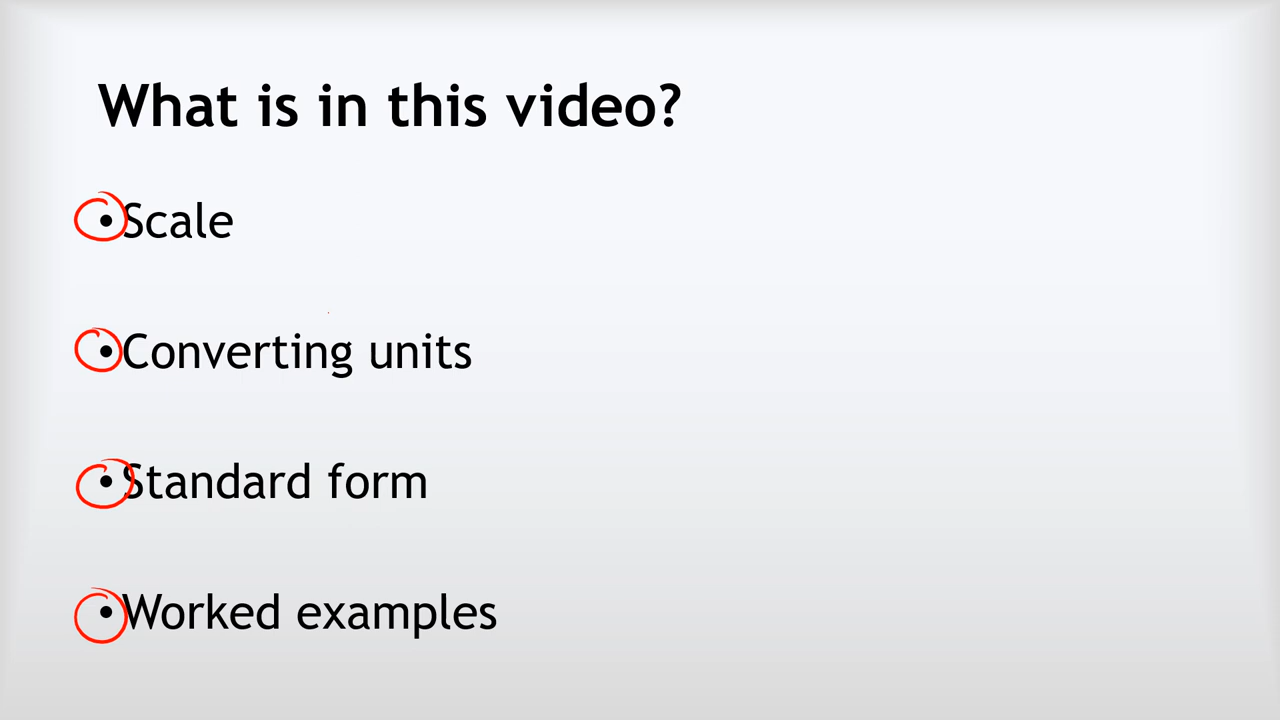 What is in this video?
• Scale
• Converting units
• Standard form
• Worked examples